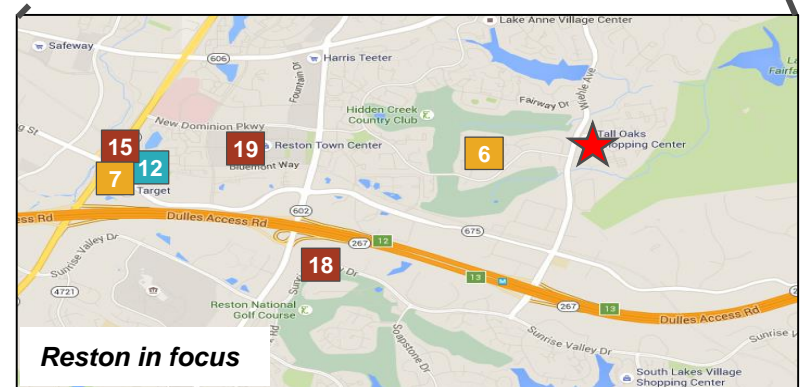 Lake Anne Village Center
Safeway
606
Harris Teeter
Fountain Dr
Wiehle Ave
Fairway Dr
Hidden Creek
Country Club
New Dominion Pkwy
Tall Oaks
Shopping Center
15
19
Reston Town Center
6
12
7
Bluemont Way
Target
602
Dulles Access Rd
675
267
12
Sunrise Valley Dr
18
13
4721
Reston National
Golf Course
267
13
Dulles Access Rd
Soapstone Dr
Sunrise Valley Dr
Sunrise V
Reston in focus
South Lakes Village
Shopping Center